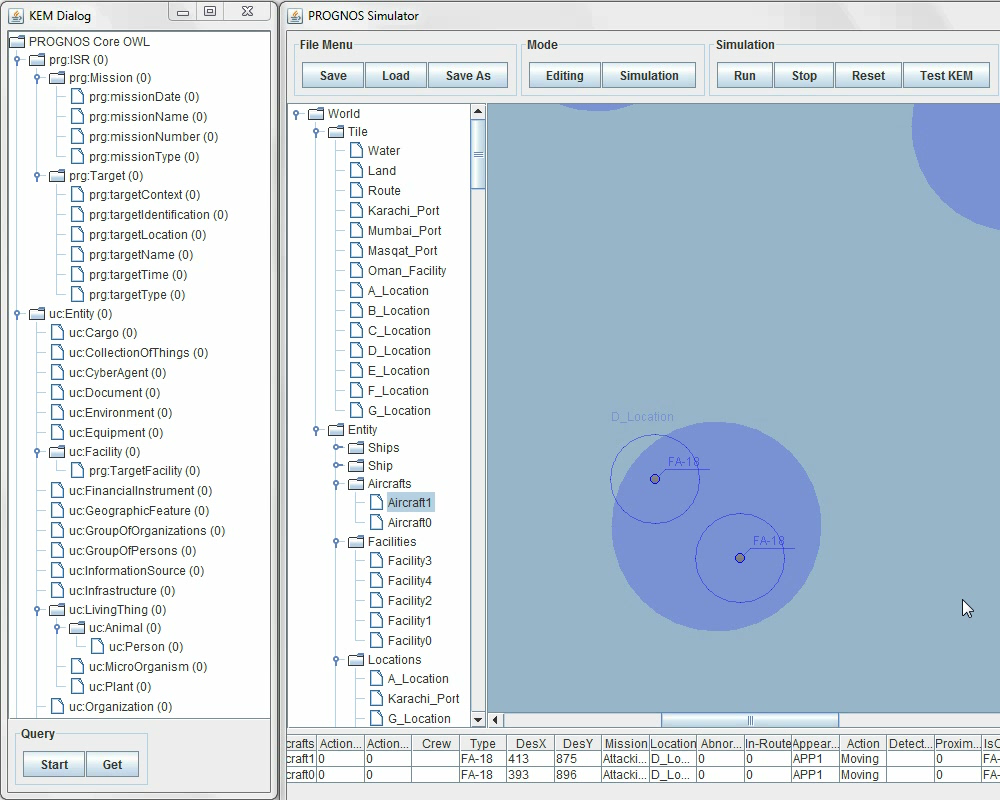 KEM Dialog
PROGNOS Core OWL
prg:ISR (0)
prg:Mission (0)
prg:missionDate (0)
prg:missionName (0)
prg:missionNumber (0)
prg:missionType (0)
prg:Target (0)
prg:targetContext (0)
prg:targetIdentification (0)
prg:targetLocation (0)
prg:targetName (0)
prg:targetTime (0)
prg:targetType (0)
uc:Entity (0)
uc:Cargo (0)
uc:CollectionOfThings (0)
uc:CyberAgent (0)
uc:Document (0)
uc:Environment (0)
uc:Equipment (0)
uc:Facility (0)
prg:TargetFacility (0)
uc:FinancialInstrument (0)
uc:GeographicFeature (0)
uc:GroupOfOrganizations (0)
uc:GroupOfPersons (0)
uc:InformationSource (0)
uc:Infrastructure (0)
uc:LivingThing (0)
uc:Animal (0)
uc:Person (0)
uc:MicroOrganism (0)
uc:Plant (0)
uc:Organization (0)
Query
Start Get
PROGNOS Simulator
File Menu Mode Simulation
Save Load Save As Editing Simulation Run Stop Reset Test KEM
World
Tile
Water
Land
Route
Karachi_Port
Mumbai_Port
Masqat_Port
Oman_Facility
A_Location
B_Location
C_Location
D_Location
E_Location
F_Location
G_Location
Entity
Ships
Ship
Aircrafts
Aircraft1
Aircraft0
Facilities
Facility3
Facility4
Facility2
Facility1
Facility0
Locations
A_Location
Karachi_Port
G_Location
D_Location
FA-18
FA-18
crafts Action... Action... Crew Type DesX DesY Mission Location Abnor... In-Route Appear... Action Detect... Proxim... IsC
craft1 0 0 FA-18 413 875 Attacki... D_Lo... 0 0 APP1 Moving 0 FA-
craft0 0 0 FA-18 393 896 Attacki... D_Lo... 0 0 APP1 Moving 0 FA-